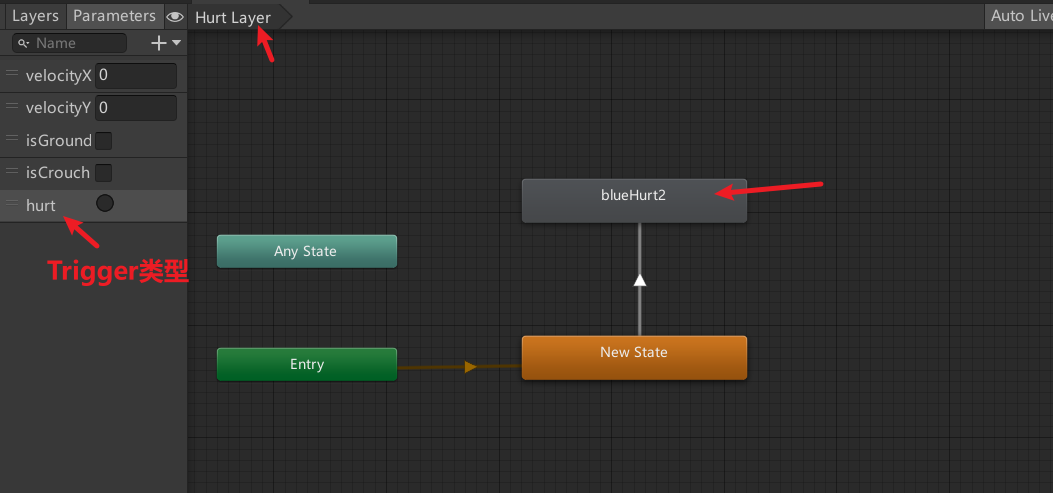 Layers Parameters Hurt Layer Auto Live
Name
velocityX 0
velocityY 0
isGround
isCrouch
hurt
Trigger类型
blueHurt2
Any State
New State
Entry